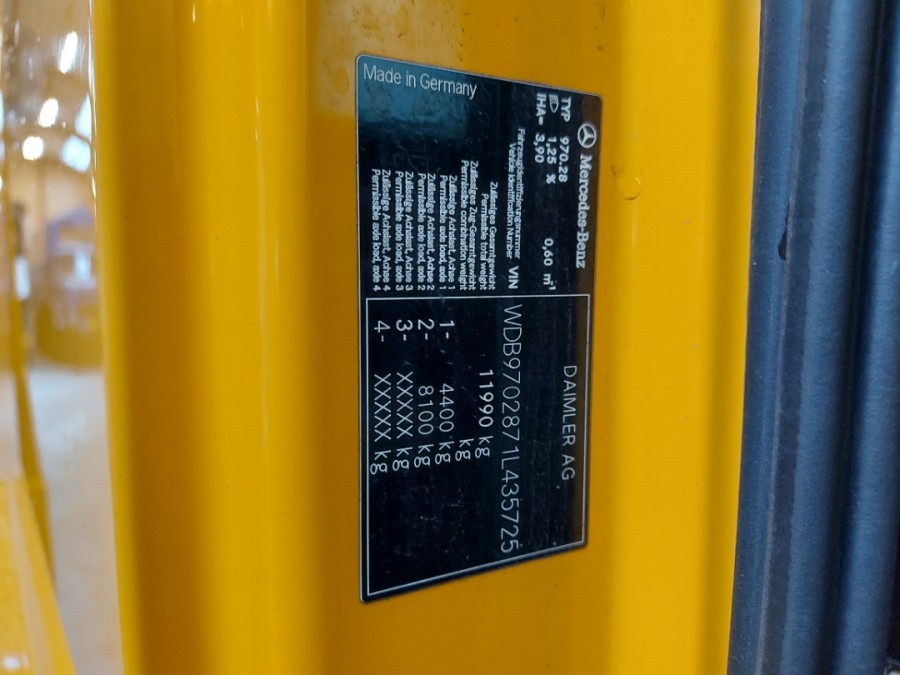 Mercedes-Benz
DAIMLER AG
TYP 970.28
1,25 % 0,60 m-1
IHA= 3,90
Fahrzeugidentifizierungsnummer
Vehicle Identification Number VIN WDB9702871L435725
Zulässiges Gesamtgewicht
Permissible total weight 11990 kg
Zulässiges Zug-Gesamtgewicht
Permissible combination weight kg
Zulässige Achslast, Achse 1
Permissible axle load, axle 1 1- 4400 kg
Zulässige Achslast, Achse 2
Permissible axle load, axle 2 2- 8100 kg
Zulässige Achslast, Achse 3
Permissible axle load, axle 3 3- XXXXX kg
Zulässige Achslast, Achse 4
Permissible axle load, axle 4 4- XXXXX kg
Made in Germany